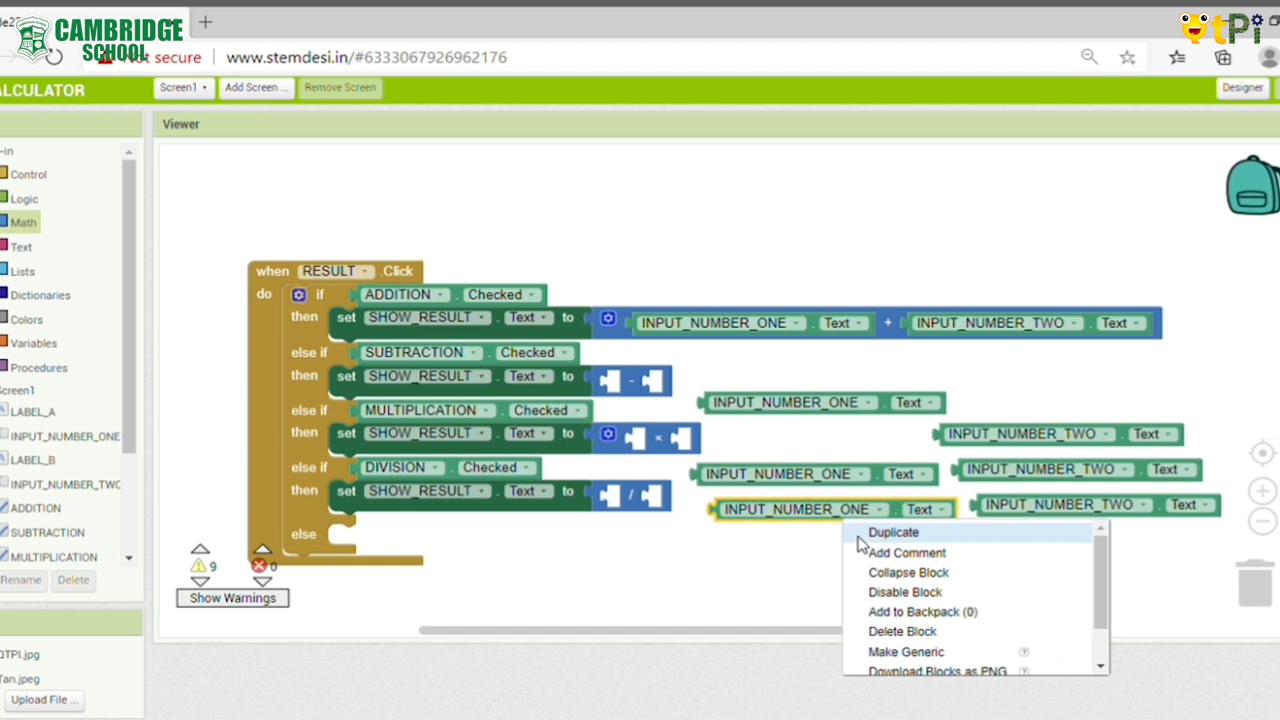 CAMBRIDGE
SCHOOL
QtPi
Not secure
www.stemdesi.in/#6333067926962176
ALCULATOR
Screen1
Add Screen ...
Remove Screen
Designer
Viewer
-in
Control
Logic
Math
Text
Lists
Dictionaries
Colors
Variables
Procedures
Screen1
LABEL_A
INPUT_NUMBER_ONE
LABEL_B
INPUT_NUMBER_TWO
ADDITION
SUBTRACTION
MULTIPLICATION
Rename
Delete
QTPI.jpg
Tan.jpeg
Upload File ...
when RESULT .Click
do if ADDITION . Checked
then set SHOW_RESULT . Text to INPUT_NUMBER_ONE . Text + INPUT_NUMBER_TWO . Text
else if SUBTRACTION . Checked
then set SHOW_RESULT . Text to -
else if MULTIPLICATION . Checked
then set SHOW_RESULT . Text to ×
else if DIVISION . Checked
then set SHOW_RESULT . Text to /
else
INPUT_NUMBER_ONE . Text
INPUT_NUMBER_TWO . Text
INPUT_NUMBER_ONE . Text
INPUT_NUMBER_TWO . Text
INPUT_NUMBER_ONE . Text
INPUT_NUMBER_TWO . Text
Duplicate
Add Comment
Collapse Block
Disable Block
Add to Backpack (0)
Delete Block
Make Generic ?
Download Blocks as PNG ?
9 0
Show Warnings